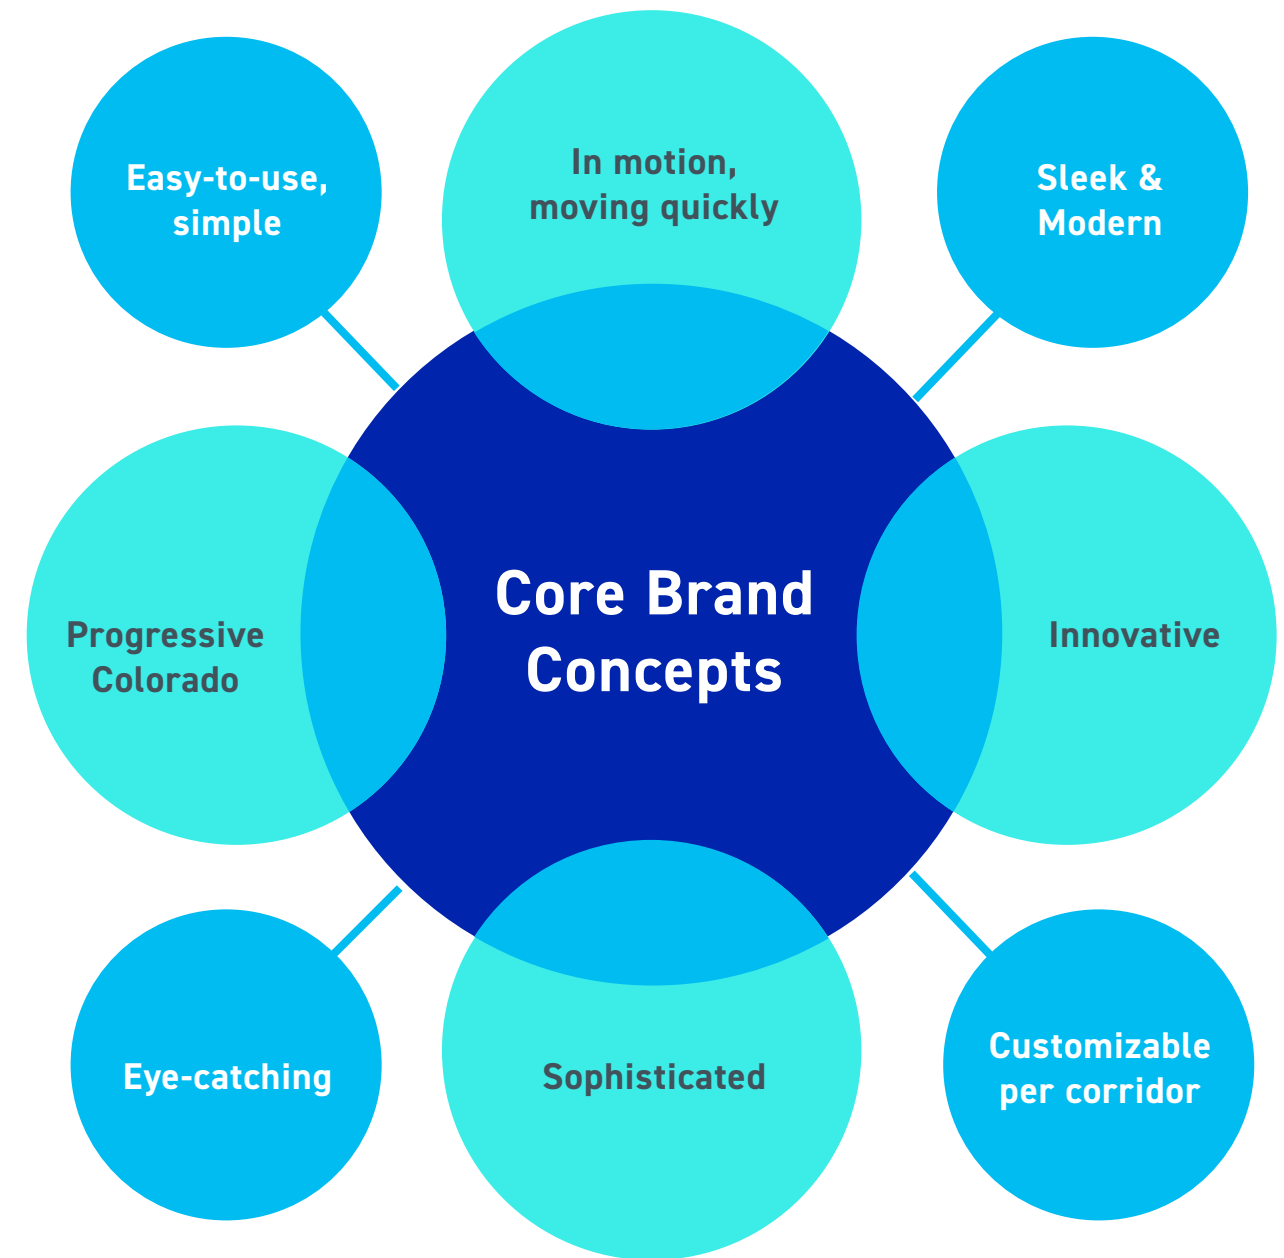 Easy-to-use,
simple
In motion,
moving quickly
Sleek &
Modern
Progressive
Colorado
Core Brand
Concepts
Innovative
Eye-catching
Sophisticated
Customizable
per corridor